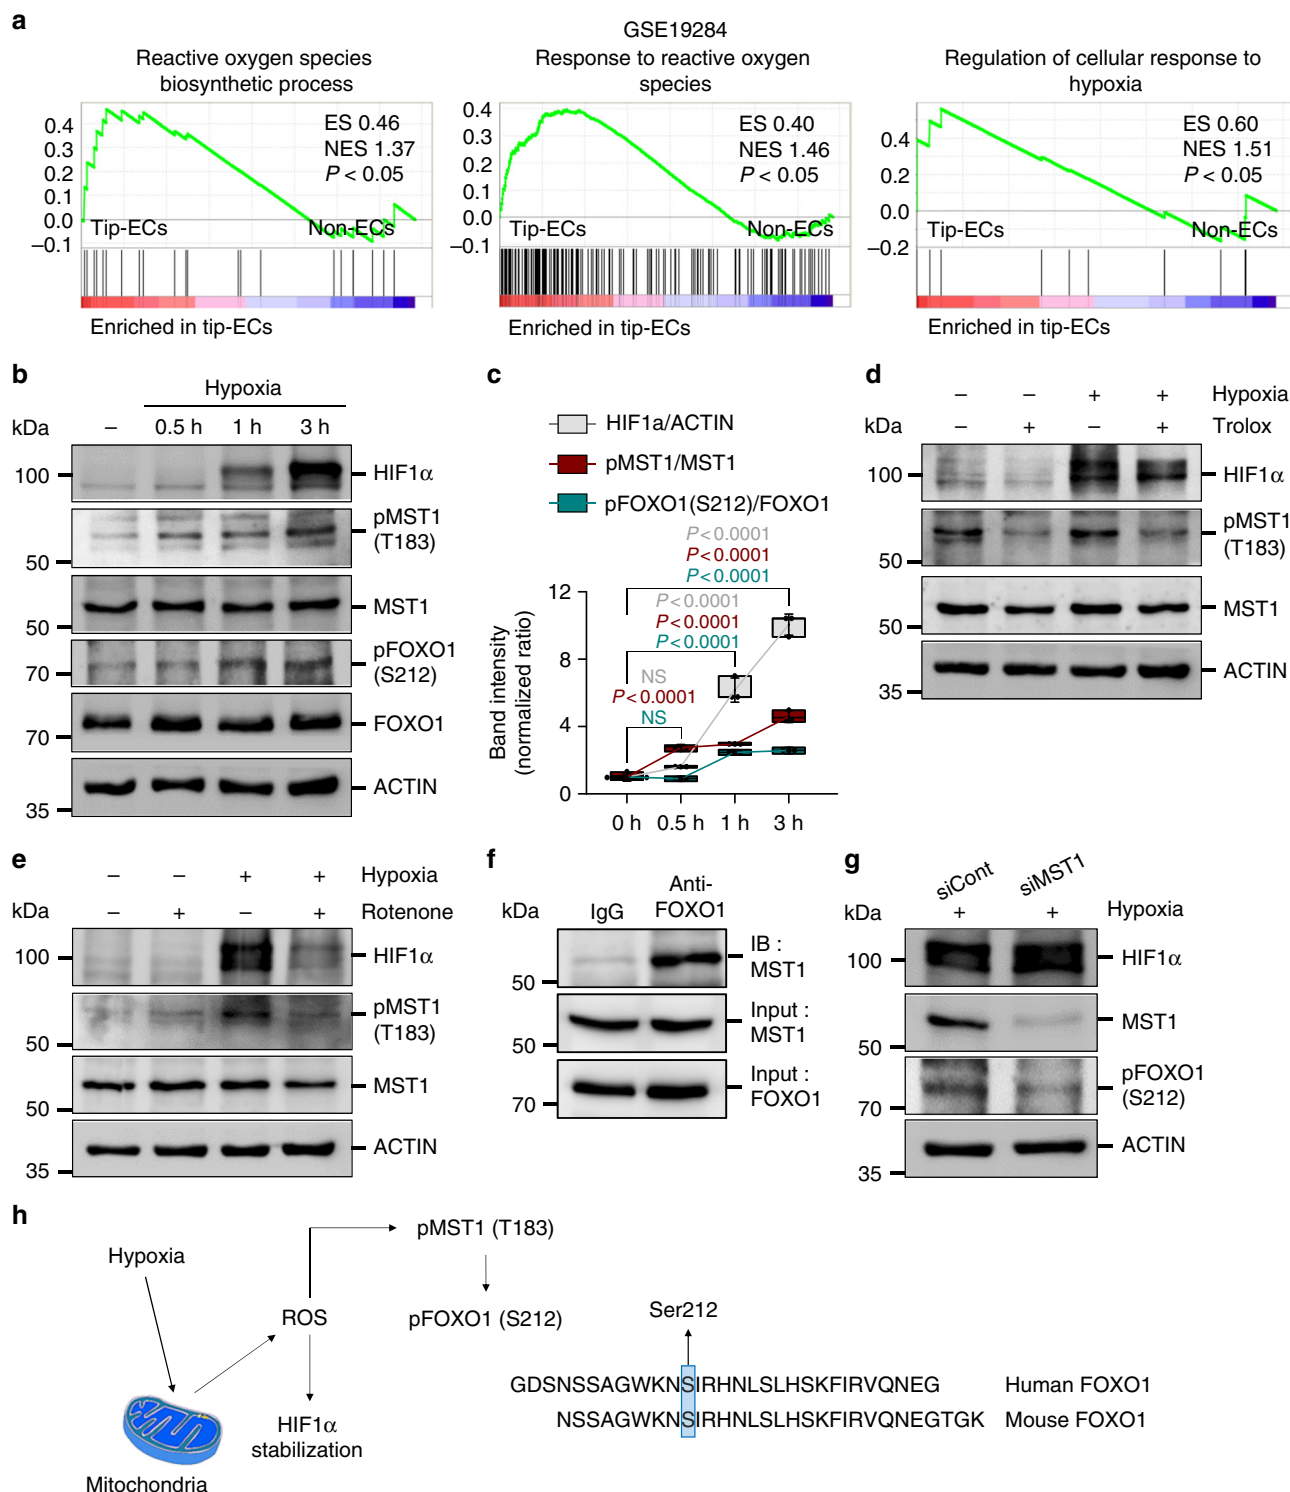 a
GSE19284
Reactive oxygen species
biosynthetic process
0.4
0.3
0.2
0.1
0.0
–0.1
ES 0.46
NES 1.37
P < 0.05
Tip-ECs
Non-ECs
Enriched in tip-ECs
Response to reactive oxygen
species
0.4
0.3
0.2
0.1
0.0
–0.1
ES 0.40
NES 1.46
P < 0.05
Tip-ECs
Non-ECs
Enriched in tip-ECs
Regulation of cellular response to
hypoxia
0.4
0.2
0.0
–0.2
ES 0.60
NES 1.51
P < 0.05
Tip-ECs
Non-ECs
Enriched in tip-ECs
b
Hypoxia
kDa – 0.5 h 1 h 3 h
100 HIF1α
pMST1
(T183)
50
MST1
50
pFOXO1
(S212)
70
FOXO1
70
ACTIN
35
c
HIF1a/ACTIN
pMST1/MST1
pFOXO1(S212)/FOXO1
P < 0.0001
P < 0.0001
P < 0.0001
P < 0.0001
P < 0.0001
P < 0.0001
NS
P < 0.0001
NS
Band intensity
(normalized ratio)
12
8
4
0
0 h 0.5 h 1 h 3 h
d
– – + + Hypoxia
kDa – + – + Trolox
100 HIF1α
pMST1
(T183)
50
MST1
50
ACTIN
35
e
– – + + Hypoxia
kDa – + – + Rotenone
100 HIF1α
pMST1
(T183)
50
MST1
50
ACTIN
35
f
kDa IgG Anti-
FOXO1
IB :
MST1
50
Input :
MST1
50
Input :
FOXO1
70
g
siCont siMST1
kDa + + Hypoxia
100 HIF1α
MST1
50
pFOXO1
(S212)
70
ACTIN
35
h
Hypoxia
Mitochondria
ROS
HIF1α
stabilization
pMST1 (T183)
pFOXO1 (S212)
Ser212
GDSNSSAGWKNSIRHNLSLHSKFIRVQNEG Human FOXO1
NSSAGWKNSIRHNLSLHSKFIRVQNEGTGK Mouse FOXO1